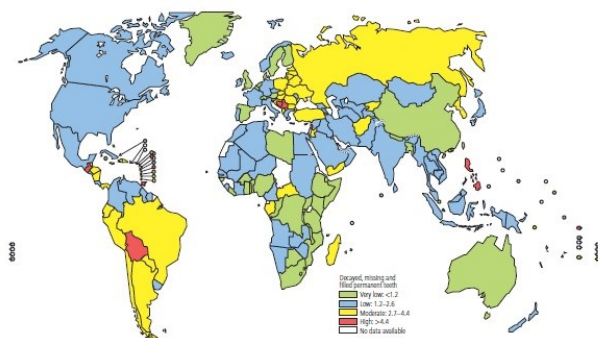 Decayed, missing and
filled permanent teeth
Very low: <1.2
Low: 1.2–2.6
Moderate: 2.7–4.4
High: >4.4
No data available